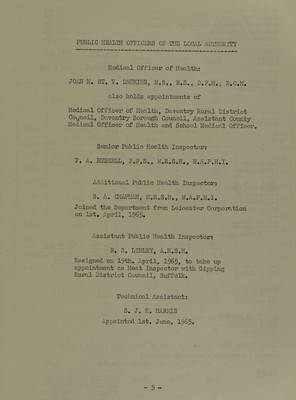 PUBLIC HEALTH OFFICERS OF THE LOCAL AUTHORITY
Medical Officer of Health:
JOAN M. ST. V. DAWKINS, M.B., B.S., D.P.H., D.C.H.
also holds appointments of
Medical Officer of Health, Daventry Rural District
Council, Daventry Borough Council, Assistant County
Medical Officer of Health and School Medical Officer.
Senior Public Health Inspector:
P. A. F.P.S., M.R.S.H., M.A.P.H.I.
Additional Public Health Inspector:
B. A. CHAPMAN, M.R.S.H., M.A.P.H.I.
Joined the Department from Leicester Corporation
on 1st. April, 1965.
Assistant Public Health Inspector:
R. S. A.R.S.H.
Resigned on 19th. April, 1965, to take up
appointment as Meat Inspector with Gipping
Rural District Council, Suffolk.
Technical Assistant:
S. J. E. HARRIS
Appointed 1st. June, 1965.
- 5 -